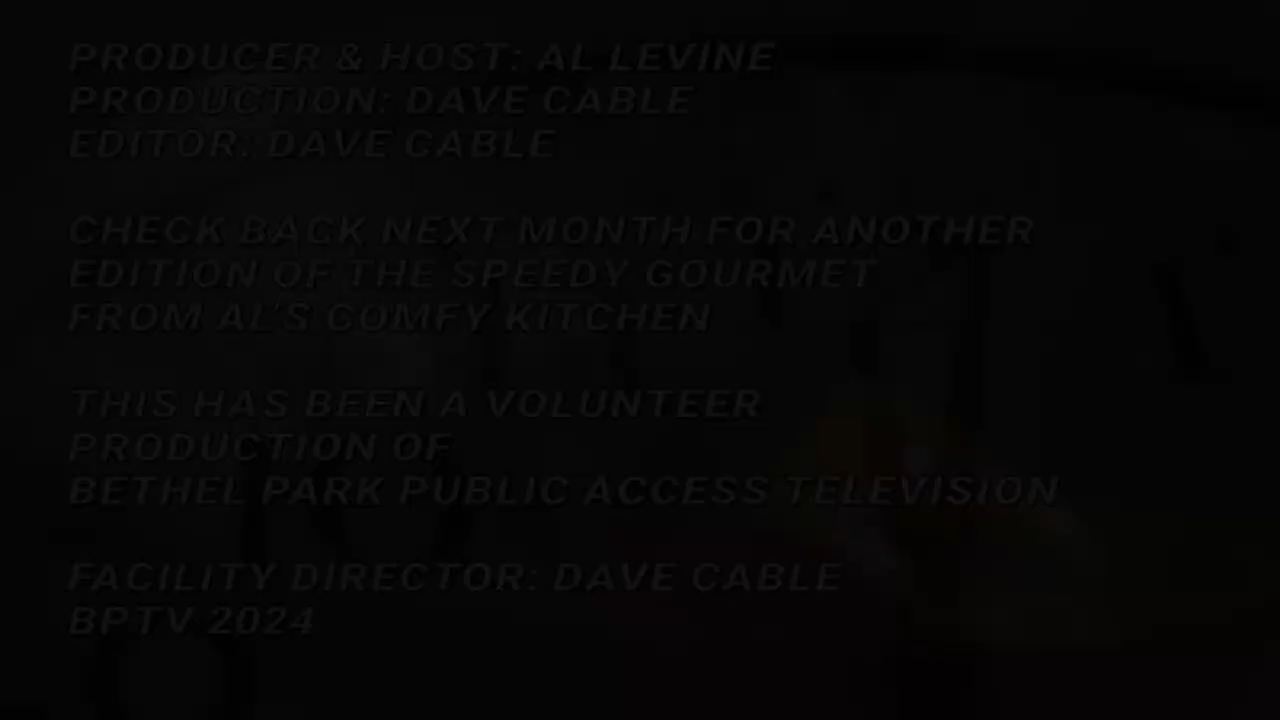 PRODUCER & HOST: AL LEVINE
PRODUCTION: DAVE CABLE
EDITOR: DAVE CABLE
CHECK BACK NEXT MONTH FOR ANOTHER
EDITION OF THE SPEEDY GOURMET
FROM AL'S COMFY KITCHEN
THIS HAS BEEN A VOLUNTEER
PRODUCTION OF
BETHEL PARK PUBLIC ACCESS TELEVISION
FACILITY DIRECTOR: DAVE CABLE
BPTV 2024